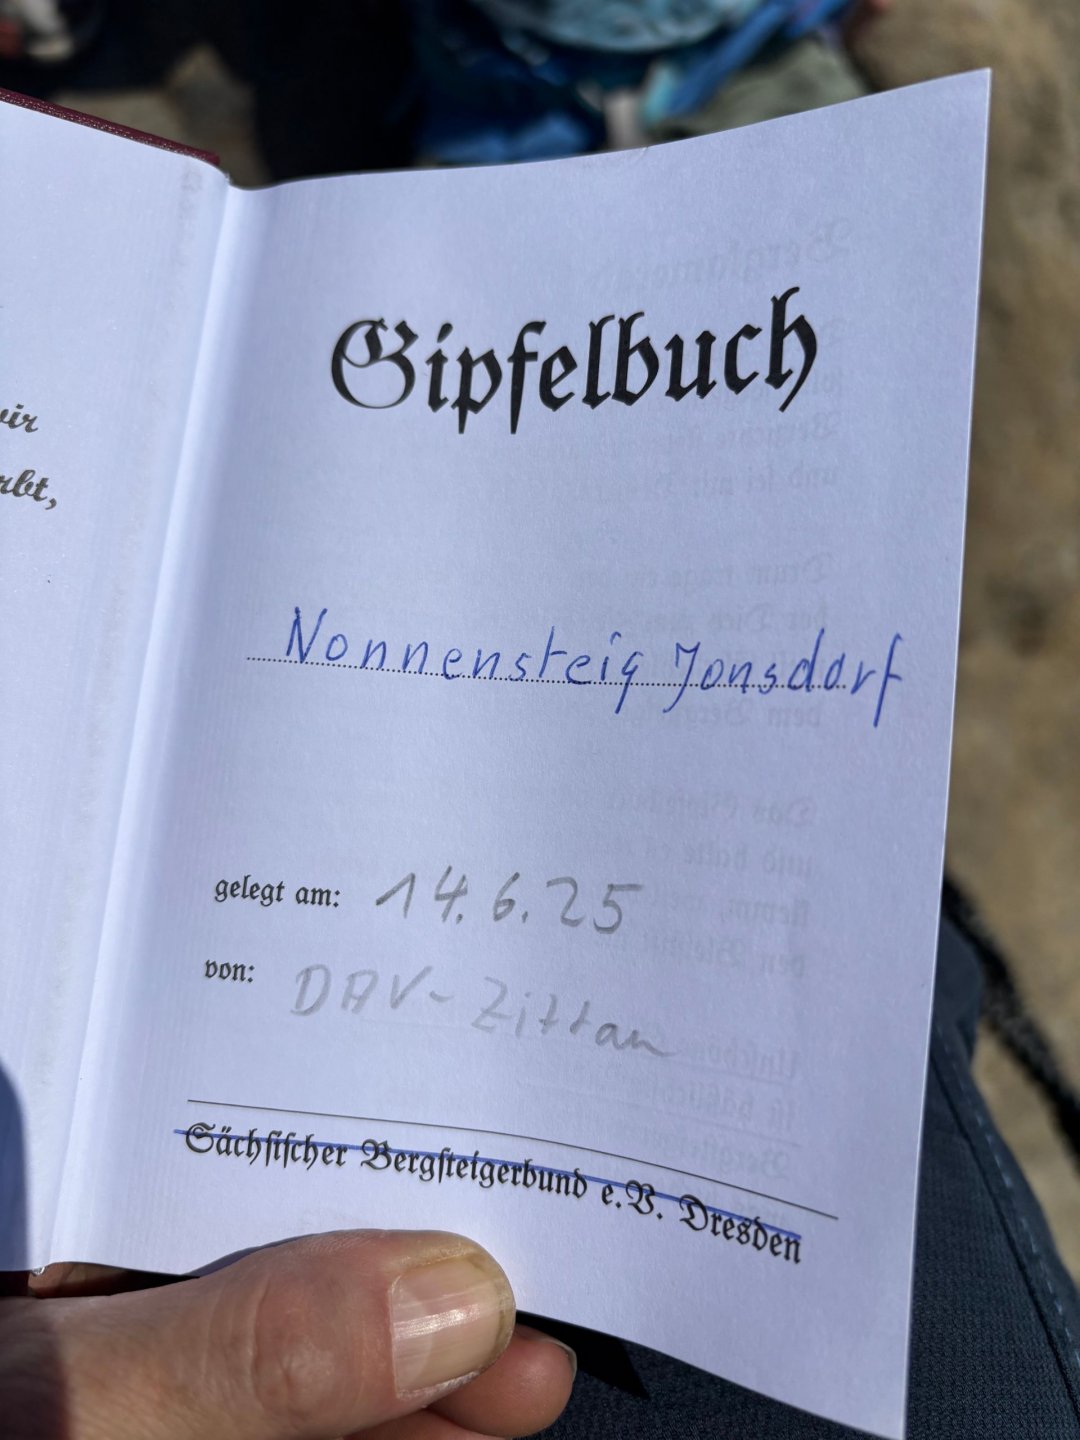 Gipfelbuch
Nonnensteig Jonsdorf
gelegt am: 14.6.25
von: DAV-Zittau
Sächsischer Bergsteigerbund e.V. Dresden